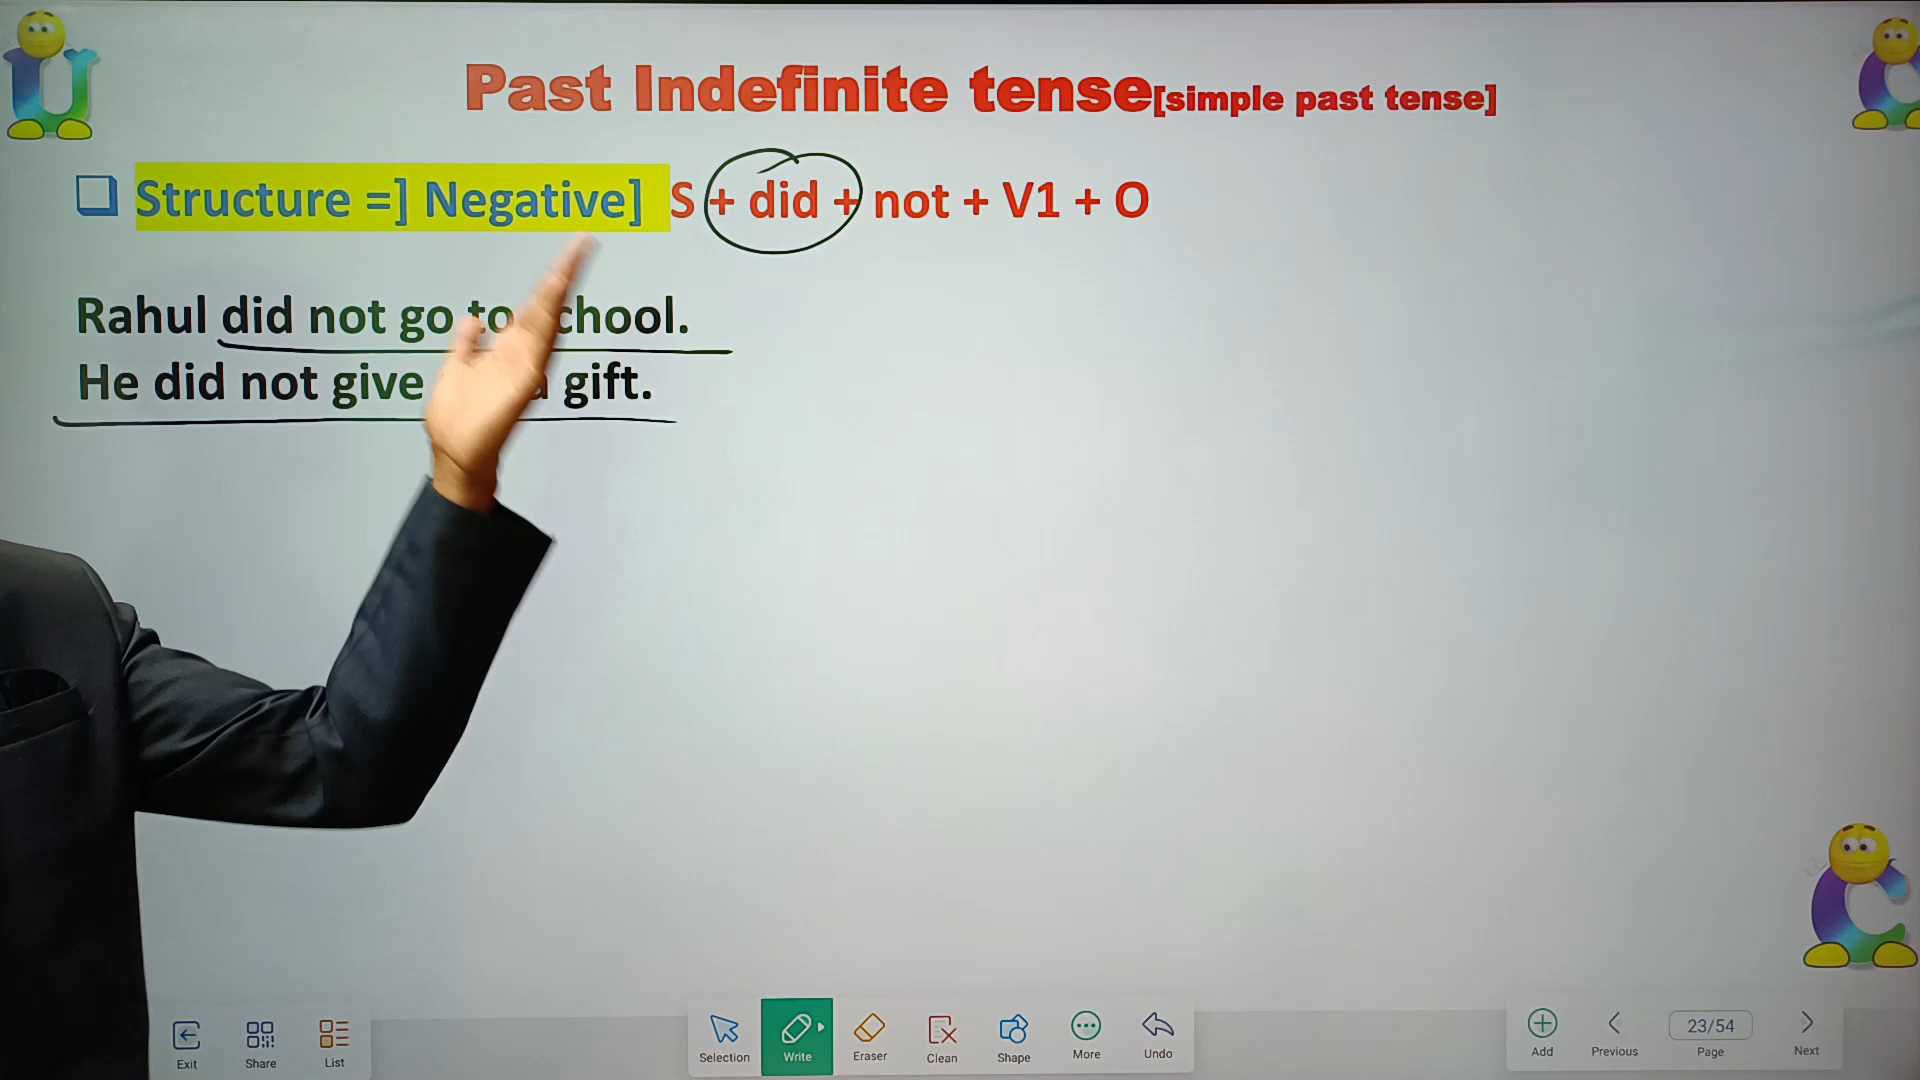 Past Indefinite tense[simple past tense]
Structure =] Negative] S + did + not + V1 + O
Rahul did not go to school.
He did not give a gift.
Exit
Share
List
Selection
Write
Eraser
Clean
Shape
More
Undo
Add
Previous
23/54
Page
Next